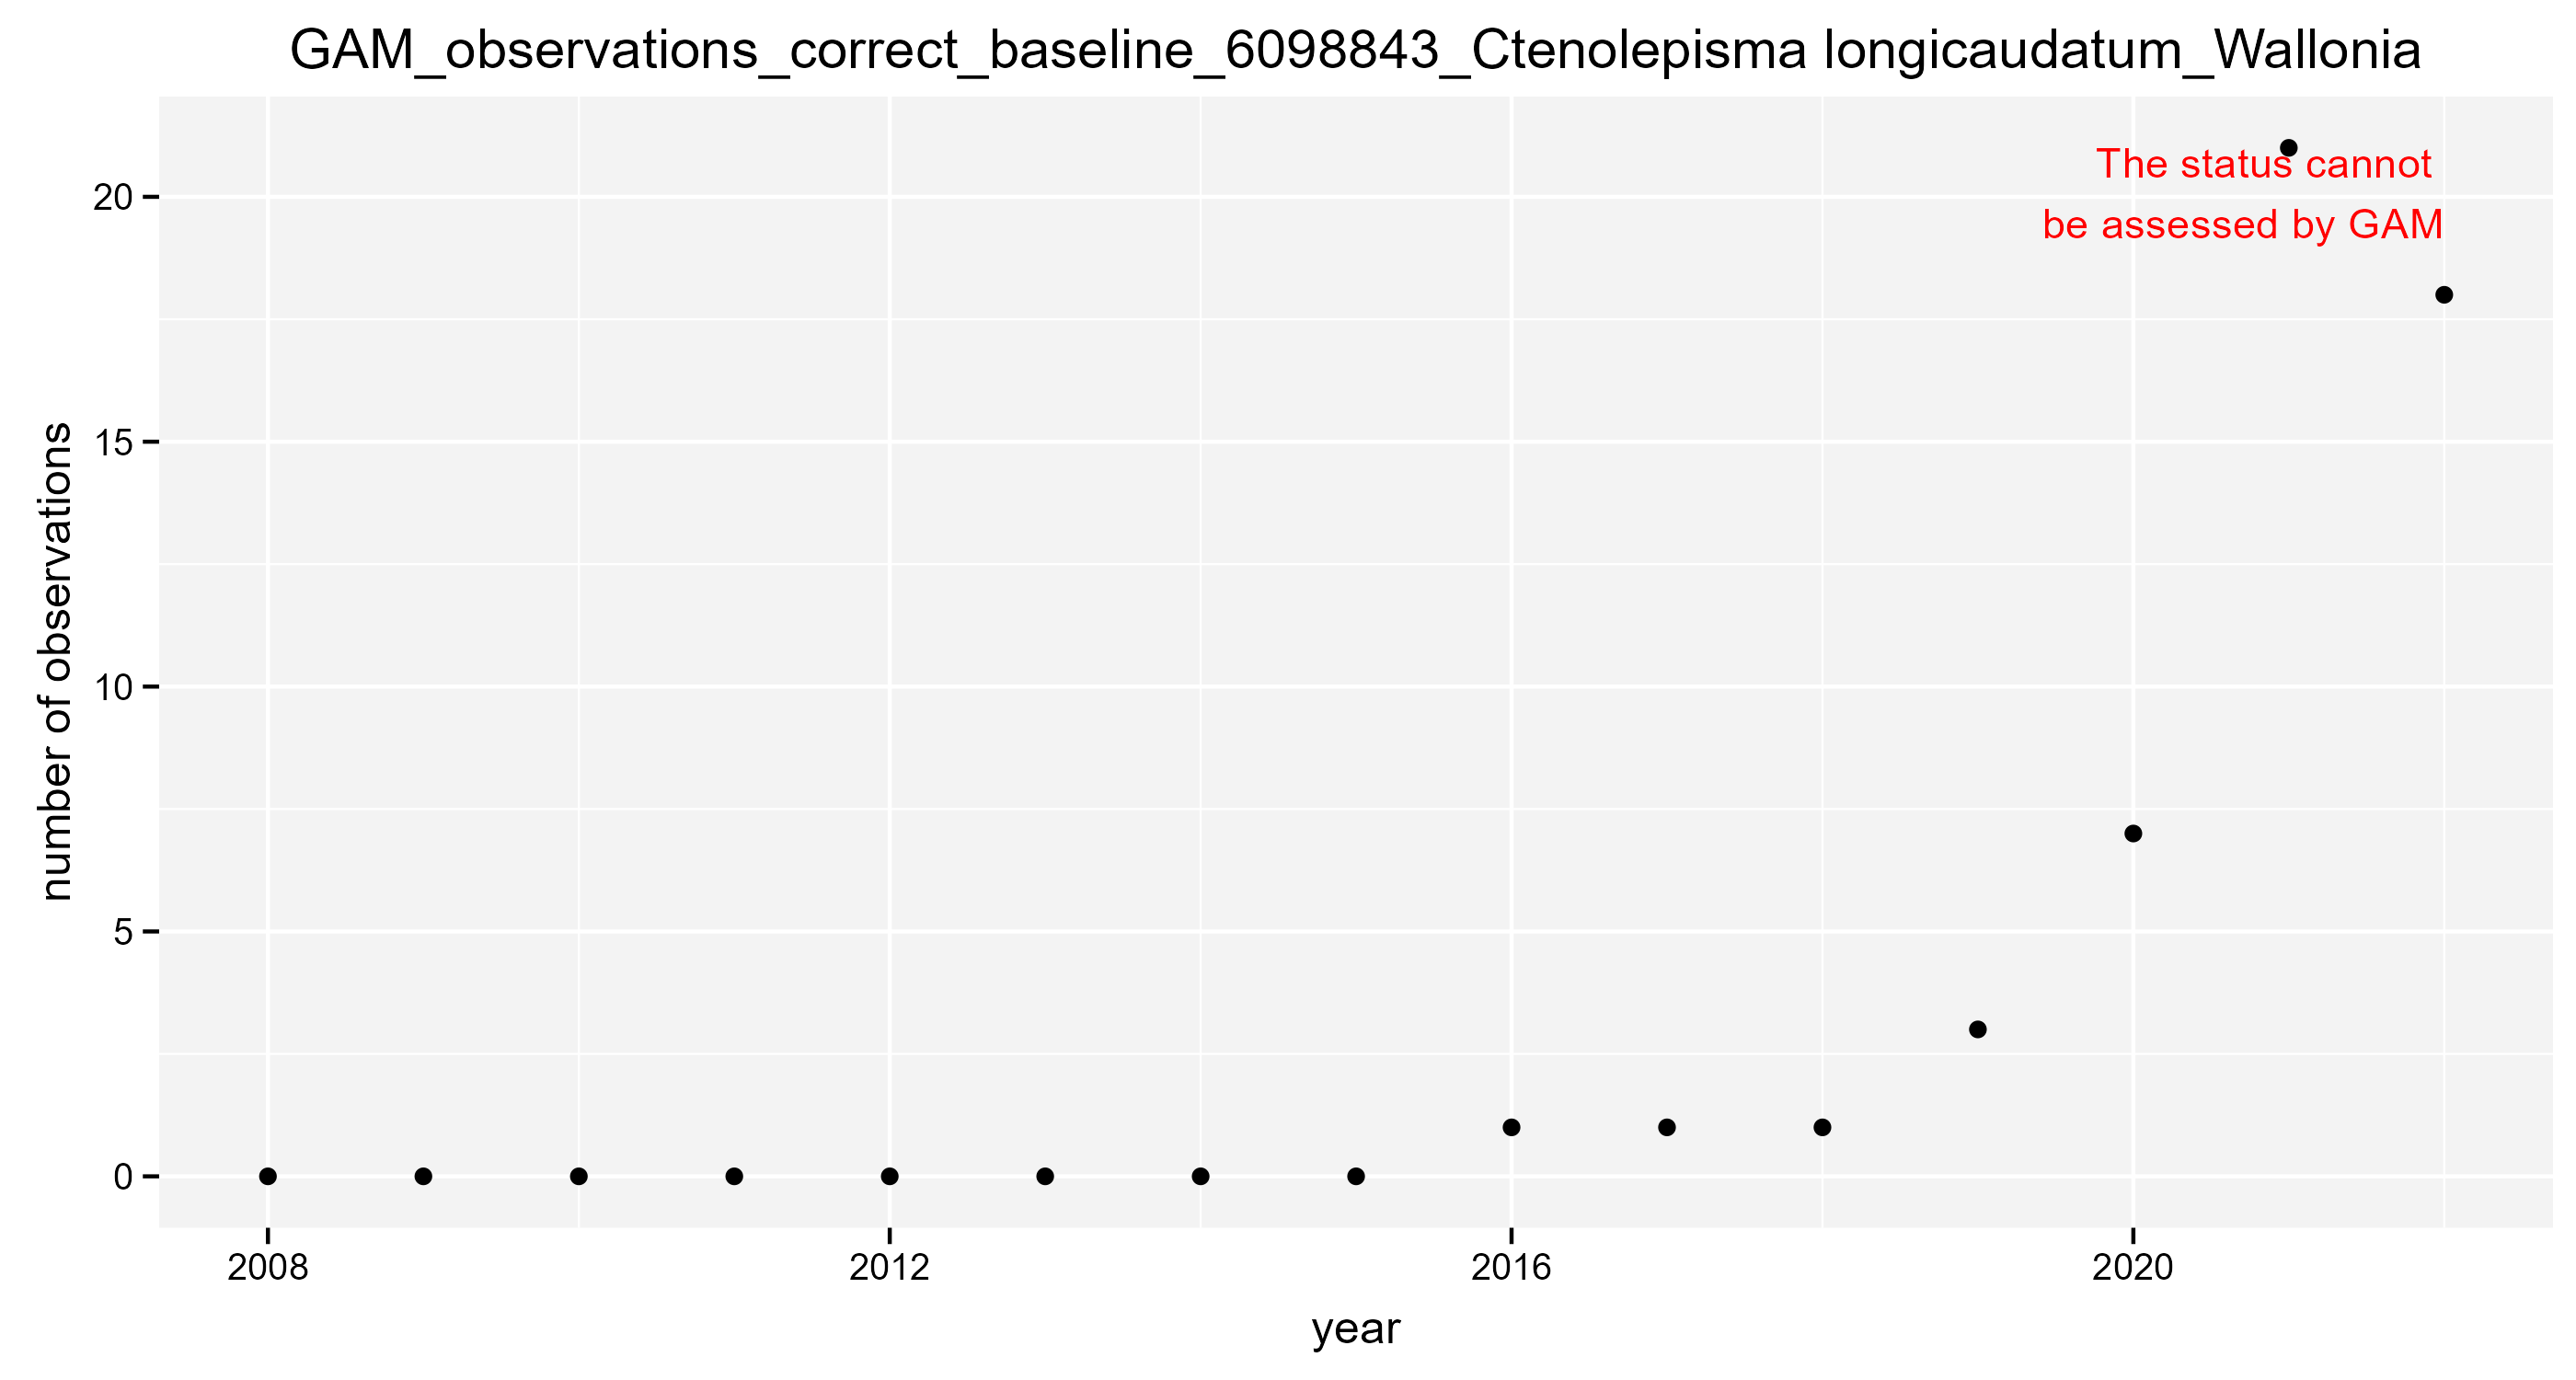 GAM_observations_correct_baseline_6098843_Ctenolepisma longicaudatum_Wallonia
The status cannot
be assessed by GAM
20
15
10
5
0
number of observations
2008
2012
2016
2020
year